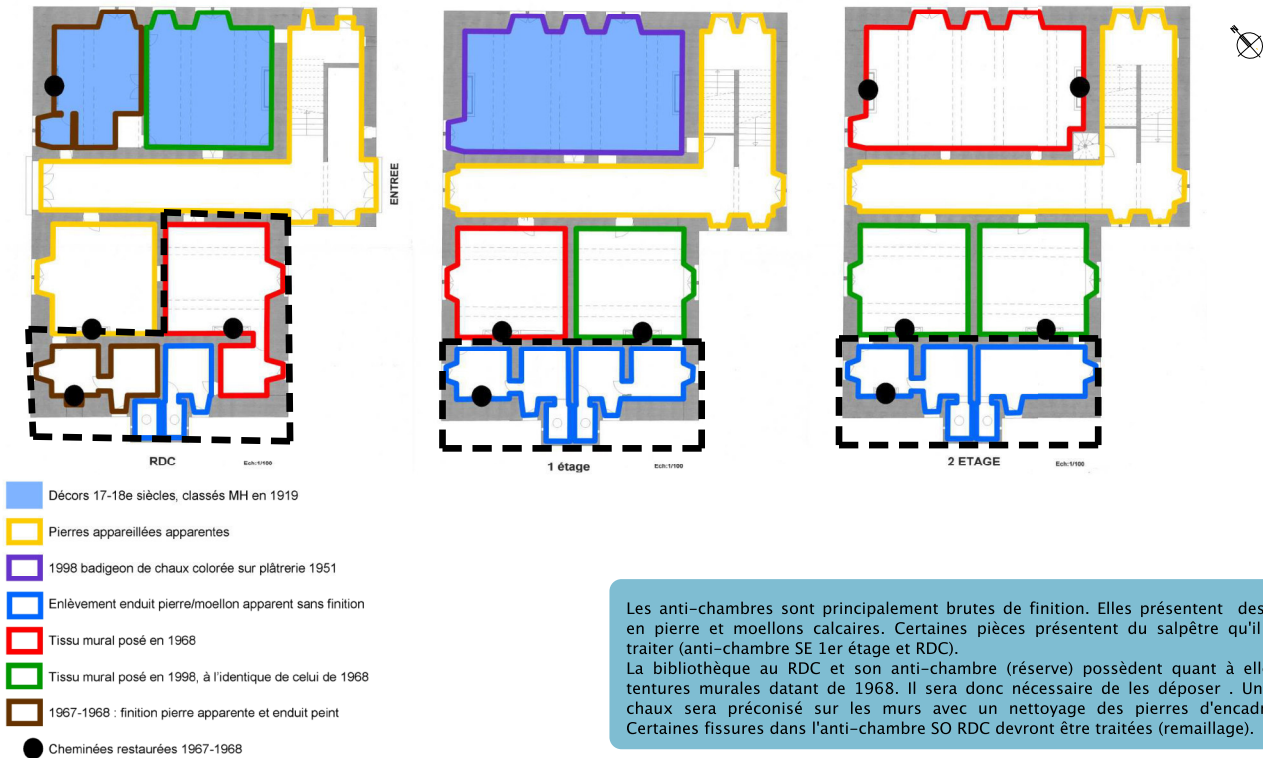 ENTREE
RDC
Ech:1/100
1 étage
Ech:1/100
2 ETAGE
Ech:1/100
Décors 17-18e siècles, classés MH en 1919
Pierres appareillées apparentes
1998 badigeon de chaux colorée sur plâtrerie 1951
Enlèvement enduit pierre/moellon apparent sans finition
Tissu mural posé en 1968
Tissu mural posé en 1998, à l'identique de celui de 1968
1967-1968 : finition pierre apparente et enduit peint
Cheminées restaurées 1967-1968
Les anti-chambres sont principalement brutes de finition. Elles présentent des
en pierre et moellons calcaires. Certaines pièces présentent du salpêtre qu'il
traiter (anti-chambre SE 1er étage et RDC).
La bibliothèque au RDC et son anti-chambre (réserve) possèdent quant à elle
tentures murales datant de 1968. Il sera donc nécessaire de les déposer . Un
chaux sera préconisé sur les murs avec un nettoyage des pierres d'encadr
Certaines fissures dans l'anti-chambre SO RDC devront être traitées (remaillage).